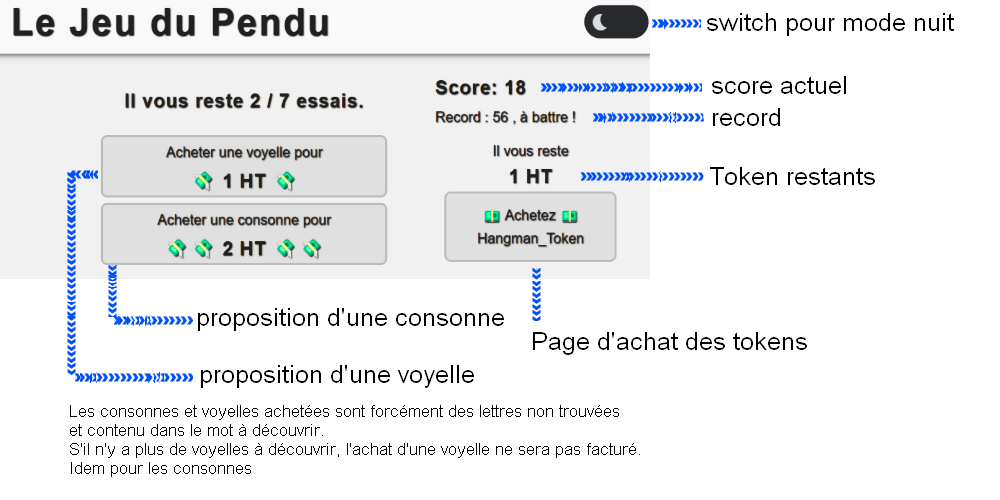 Le Jeu du Pendu
switch pour mode nuit
Il vous reste 2 / 7 essais.
Score: 18
score actuel
Record : 56 , à battre !
record
Acheter une voyelle pour
1 HT
Acheter une consonne pour
2 HT
Il vous reste
1 HT
Token restants
Achetez
Hangman_Token
proposition d'une consonne
Page d'achat des tokens
proposition d'une voyelle
Les consonnes et voyelles achetées sont forcément des lettres non trouvées
et contenu dans le mot à découvrir.
S'il n'y a plus de voyelles à découvrir, l'achat d'une voyelle ne sera pas facturé.
Idem pour les consonnes